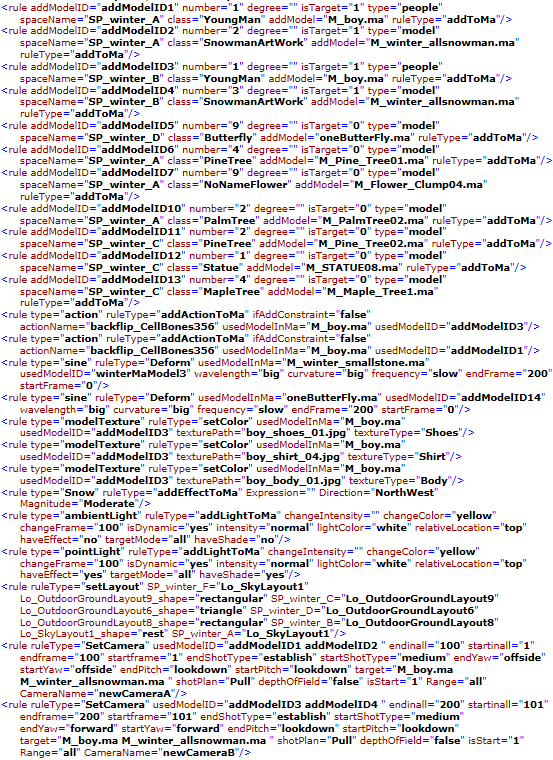 <rule addModelID="addModelID1" number="1" degree="" isTarget="1" type="people"
spaceName="SP_winter_A" class="YoungMan" addModel="M_boy.ma" ruleType="addToMa"/>
<rule addModelID="addModelID2" number="2" degree="" isTarget="1" type="model"
spaceName="SP_winter_A" class="SnowmanArtWork" addModel="M_winter_allsnowman.ma"
ruleType="addToMa"/>
<rule addModelID="addModelID3" number="1" degree="" isTarget="1" type="people"
spaceName="SP_winter_B" class="YoungMan" addModel="M_boy.ma" ruleType="addToMa"/>
<rule addModelID="addModelID4" number="3" degree="" isTarget="1" type="model"
spaceName="SP_winter_B" class="SnowmanArtWork" addModel="M_winter_allsnowman.ma"
ruleType="addToMa"/>
<rule addModelID="addModelID5" number="9" degree="" isTarget="0" type="model"
spaceName="SP_winter_D" class="Butterfly" addModel="oneButterFly.ma" ruleType="addToMa"/>
<rule addModelID="addModelID6" number="4" degree="" isTarget="0" type="model"
spaceName="SP_winter_A" class="PineTree" addModel="M_Pine_Tree01.ma" ruleType="addToMa"/>
<rule addModelID="addModelID7" number="9" degree="" isTarget="0" type="model"
spaceName="SP_winter_A" class="NoNameFlower" addModel="M_Flower_Clump04.ma"
ruleType="addToMa"/>
<rule addModelID="addModelID10" number="2" degree="" isTarget="0" type="model"
spaceName="SP_winter_A" class="PalmTree" addModel="M_PalmTree02.ma" ruleType="addToMa"/>
<rule addModelID="addModelID11" number="2" degree="" isTarget="0" type="model"
spaceName="SP_winter_C" class="PineTree" addModel="M_Pine_Tree02.ma" ruleType="addToMa"/>
<rule addModelID="addModelID12" number="1" degree="" isTarget="0" type="model"
spaceName="SP_winter_C" class="Statue" addModel="M_STATUE08.ma" ruleType="addToMa"/>
<rule addModelID="addModelID13" number="4" degree="" isTarget="0" type="model"
spaceName="SP_winter_C" class="MapleTree" addModel="M_Maple_Tree1.ma"
ruleType="addToMa"/>
<rule type="action" ruleType="addActionToMa" ifAddConstraint="false"
actionName="backflip_CellBones356" usedModelInMa="M_boy.ma" usedModelID="addModelID3"/>
<rule type="action" ruleType="addActionToMa" ifAddConstraint="false"
actionName="backflip_CellBones356" usedModelInMa="M_boy.ma" usedModelID="addModelID1"/>
<rule type="sine" ruleType="Deform" usedModelInMa="M_winter_smallstone.ma"
usedModelID="winterMaModel3" wavelength="big" curvature="big" frequency="slow" endFrame="200"
startFrame="0"/>
<rule type="sine" ruleType="Deform" usedModelInMa="oneButterFly.ma" usedModelID="addModelID14"
wavelength="big" curvature="big" frequency="slow" endFrame="200" startFrame="0"/>
<rule type="modelTexture" ruleType="setColor" usedModelInMa="M_boy.ma"
usedModelID="addModelID3" texturePath="boy_shoes_01.jpg" textureType="Shoes"/>
<rule type="modelTexture" ruleType="setColor" usedModelInMa="M_boy.ma"
usedModelID="addModelID3" texturePath="boy_shirt_04.jpg" textureType="Shirt"/>
<rule type="modelTexture" ruleType="setColor" usedModelInMa="M_boy.ma"
usedModelID="addModelID3" texturePath="boy_body_01.jpg" textureType="Body"/>
<rule type="Snow" ruleType="addEffectToMa" Expression="" Direction="NorthWest"
Magnitude="Moderate"/>
<rule type="ambientLight" ruleType="addLightToMa" changeIntensity="" changeColor="yellow"
changeFrame="100" isDynamic="yes" intensity="normal" lightColor="white" relativeLocation="top"
haveEffect="no" targetMode="all" haveShade="no"/>
<rule type="pointLight" ruleType="addLightToMa" changeIntensity="" changeColor="yellow"
changeFrame="100" isDynamic="yes" intensity="normal" lightColor="white" relativeLocation="top"
haveEffect="yes" targetMode="all" haveShade="yes"/>
<rule ruleType="setLayout" SP_winter_F="Lo_SkyLayout1"
Lo_OutdoorGroundLayout9_shape="rectangular" SP_winter_C="Lo_OutdoorGroundLayout9"
Lo_OutdoorGroundLayout6_shape="triangle" SP_winter_D="Lo_OutdoorGroundLayout6"
Lo_OutdoorGroundLayout8_shape="rectangular" SP_winter_B="Lo_OutdoorGroundLayout8"
Lo_SkyLayout1_shape="rest" SP_winter_A="Lo_SkyLayout1"/>
<rule ruleType="SetCamera" usedModelID="addModelID1 addModelID2 " endinall="100" startinall="1"
endframe="100" startframe="1" endShotType="establish" startShotType="medium" endYaw="offside"
startYaw="offside" endPitch="lookdown" startPitch="lookdown" target="M_boy.ma
M_winter_allsnowman.ma " shotPlan="Pull" depthOfField="false" isStart="1" Range="all"
CameraName="newCameraA"/>
<rule ruleType="SetCamera" usedModelID="addModelID3 addModelID4 " endinall="200" startinall="101"
endframe="200" startframe="101" endShotType="establish" startShotType="medium"
endYaw="forward" startYaw="forward" endPitch="lookdown" startPitch="lookdown"
target="M_boy.ma M_winter_allsnowman.ma " shotPlan="Pull" depthOfField="false" isStart="1"
Range="all" CameraName="newCameraB"/>